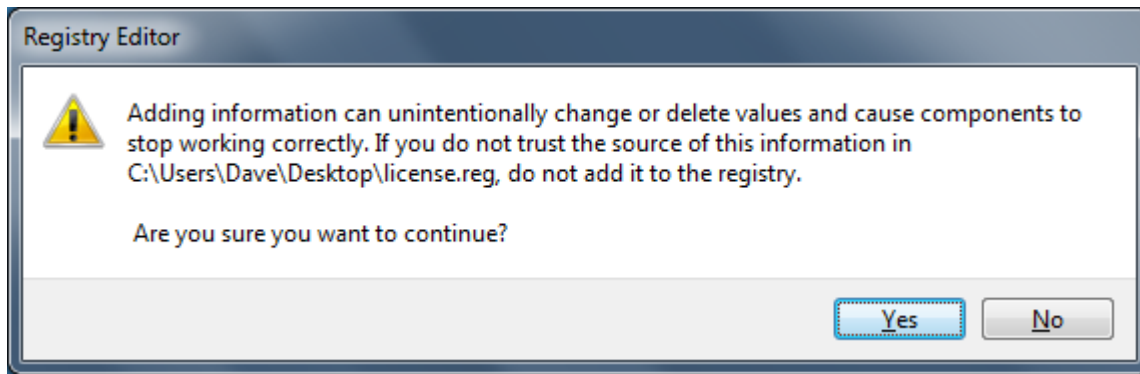 Registry Editor
Adding information can unintentionally change or delete values and cause components to
stop working correctly. If you do not trust the source of this information in
C:\Users\Dave\Desktop\license.reg, do not add it to the registry.
Are you sure you want to continue?
Yes
No